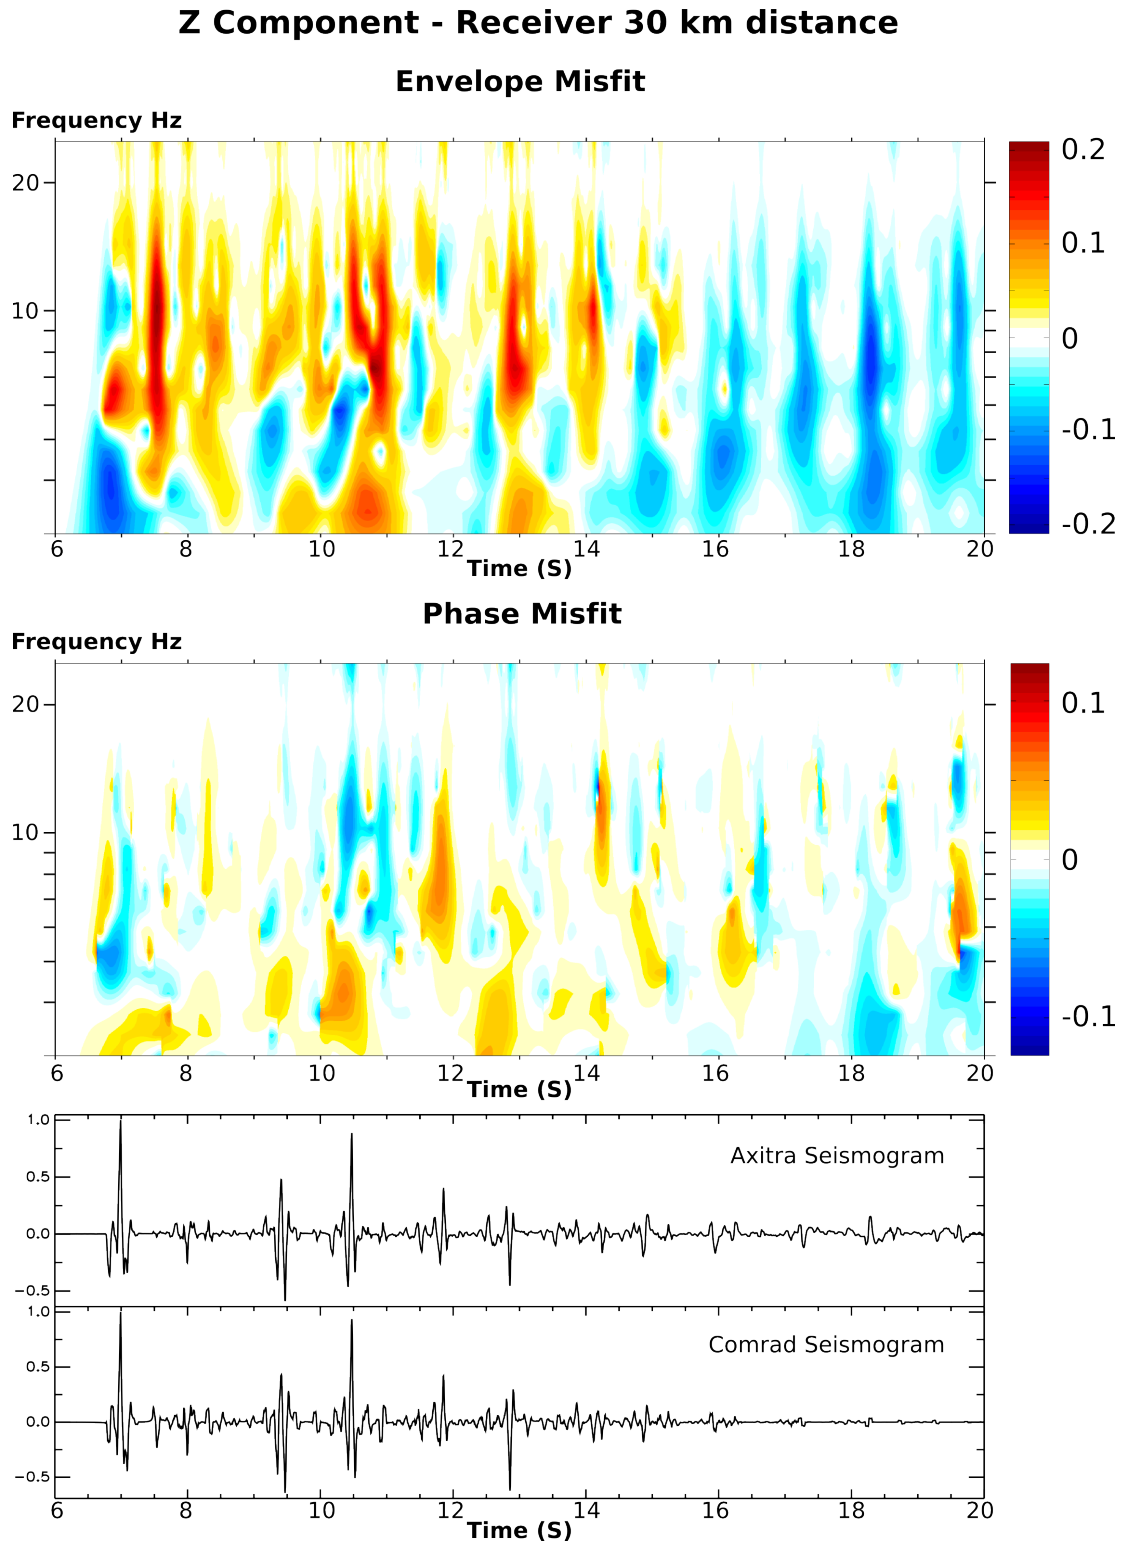 Z Component - Receiver 30 km distance
Envelope Misfit
Frequency Hz
20
10
0.2
0.1
0
-0.1
-0.2
6 8 10 12 14 16 18 20
Time (S)
Phase Misfit
Frequency Hz
20
10
0.1
0
-0.1
6 8 10 12 14 16 18 20
Time (S)
1.0
Axitra Seismogram
0.5
0.0
-0.5
1.0
Comrad Seismogram
0.5
0.0
-0.5
6 8 10 12 14 16 18 20
Time (S)